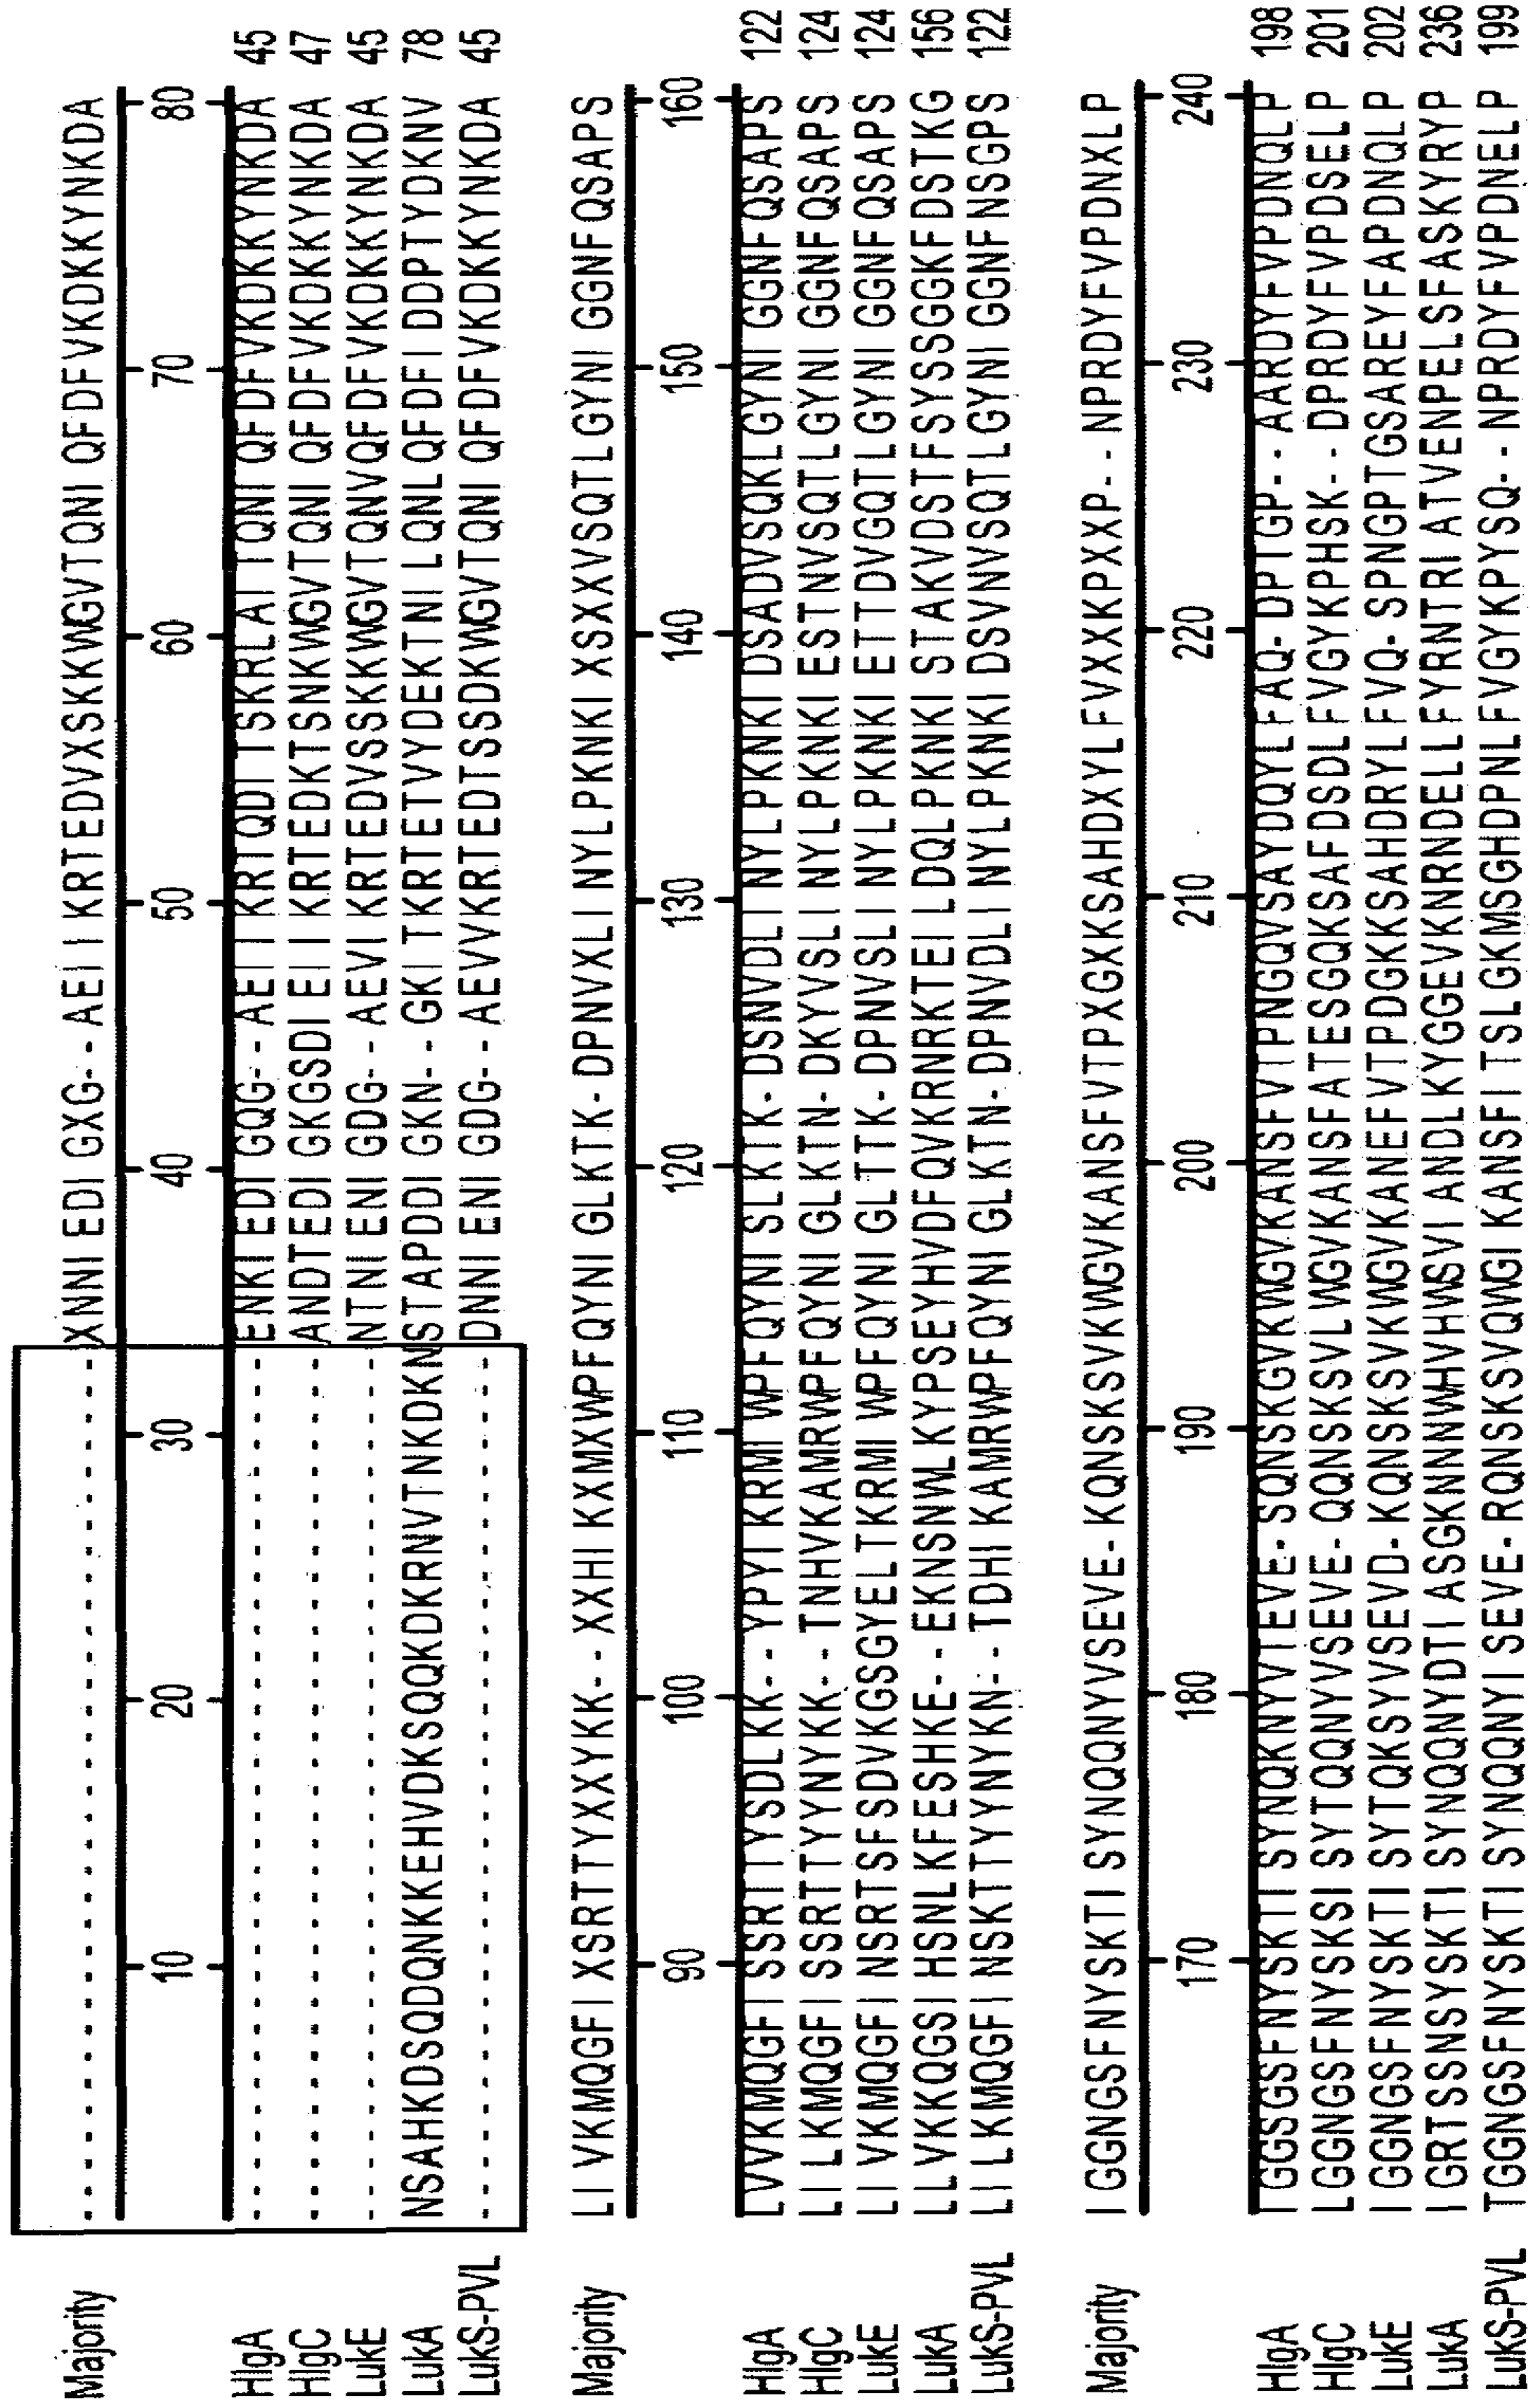 Majority --------------------------------- XNNIEDIGXG--AEIIKRTEDVXSKKWGVTQNIQFDFVKDKKYNKDA
10 20 30 40 50 60 70 80
HlgA ---------------------------------ENKIEDIGQG--AEIIKRTQDITSKRLAITQNIQFDFVKDKKYNKDA 45
HlgC ---------------------------------ANDTEDIGKGSDIEIIKRTEDKTSNKWGVTQNIQFDFVKDKKYNKDA 47
LukE ---------------------------------NTNIENIGDG--AEVIKRTEDVSSKKWGVTQNVQFDFVKDKKYNKDA 45
LukA NSAHKDSQDQNKKEHVDKSQQKDKRNVTNKDKNSTAPDDIGKN--GKITKRTETVYDEKTNILQNLQFDFIDDPTYDKNV 78
LukS-PVL ---------------------------------DNNIENIGDG--AEVVKRTEDTSSDKWGVTQNIQFDFVKDKKYNKDA 45
Majority LIVKMQGFIXSRTTYXXYKK--XXHIKXMXWPFQYNIGLKTK-DPNVXLINYLPKNKIXSXXVSQTLGYNIGGNFQSAPS
90 100 110 120 130 140 150 160
HlgA LVVKMQGFISSRTTYSDLKK--YPYIKRMIWPFQYNISLKTK-DSNVDLINYLPKNKIDSADVSQKLGYNIGGNFQSAPS 122
HlgC LILKMQGFISSRTTYYNYKK--TNHVKAMRWPFQYNIGLKTN-DKYVSLINYLPKNKIESTNVSQTLGYNIGGNFQSAPS 124
LukE LIVKMQGFINSRTSFSDVKGSGYELTKRMIWPFQYNIGLTTK-DPNVSLINYLPKNKIETTDVGQTLGYNIGGNFQSAPS 124
LukA LLVKKQGSIHSNLKFESHKE--EKNSNWLKYPSEYHVDFQVKRNRKTEILDQLPKNKISTAKVDSTFSYSSGGKFDSTKG 156
LukS-PVL LILKMQGFINSKTTYYNYKN--TDHIKAMRWPFQYNIGLKTN-DPNVDLINYLPKNKIDSVNVSQTLGYNIGGNFNSGPS 122
Majority IGGNGSFNYSKTISYNQQNYVSEVE-KQNSKSVKWGVKANSFVTPXGXKSAHDXYLFVXXKPXXP--NPRDYFVPDNXLP
170 180 190 200 210 220 230 240
HlgA IGGSGSFNYSKTISYNQKNYVTEVE-SQNSKGVKWGVKANSFVTPNGQVSAYDQYLFAQ-DPTGP--AARDYFVPDNQLP 198
HlgC LGGNGSFNYSKSISYTQQNYVSEVE-QQNSKSVLWGVKANSFATESGQKSAFDSDLFVGYKPHSK--DPRDYFVPDSELP 201
LukE IGGNGSFNYSKTISYTQKSYVSEVD-KQNSKSVKWGVKANEFVTPDGKKSAHDRYLFVQ-SPNGPTGSAREYFAPDNQLP 202
LukA IGRTSSNSYSKTISYNQQNYDTIASGKNNNWHVHWSVIANDLKYGGEVKNRNDELLFYRNTRIATVENPELSFASKYRYP 236
LukS-PVL TGGNGSFNYSKTISYNQQNYISEVE-RQNSKSVQWGIKANSFITSLGKMSGHDPNLFVGYKPYSQ--NPRDYFVPDNELP 199